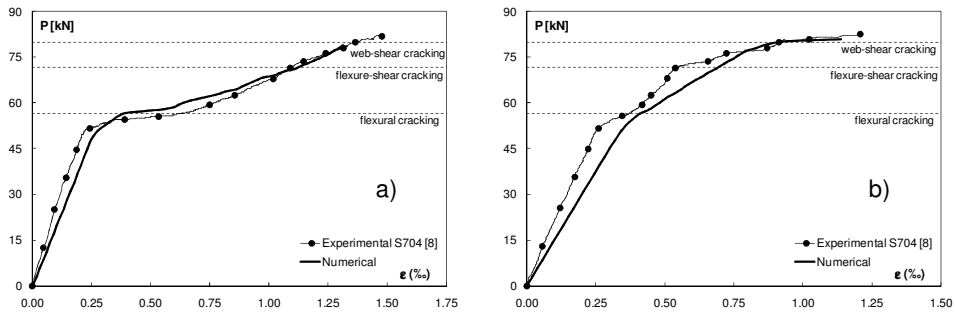 P [kN]
90
75
60
45
30
15
0
web-shear cracking
flexure-shear cracking
flexural cracking
a)
Experimental S704 [8]
Numerical
ε (‰)
0.00 0.25 0.50 0.75 1.00 1.25 1.50 1.75
P [kN]
90
75
60
45
30
15
0
web-shear cracking
flexure-shear cracking
flexural cracking
b)
Experimental S704 [8]
Numerical
ε (‰)
0.00 0.25 0.50 0.75 1.00 1.25 1.50